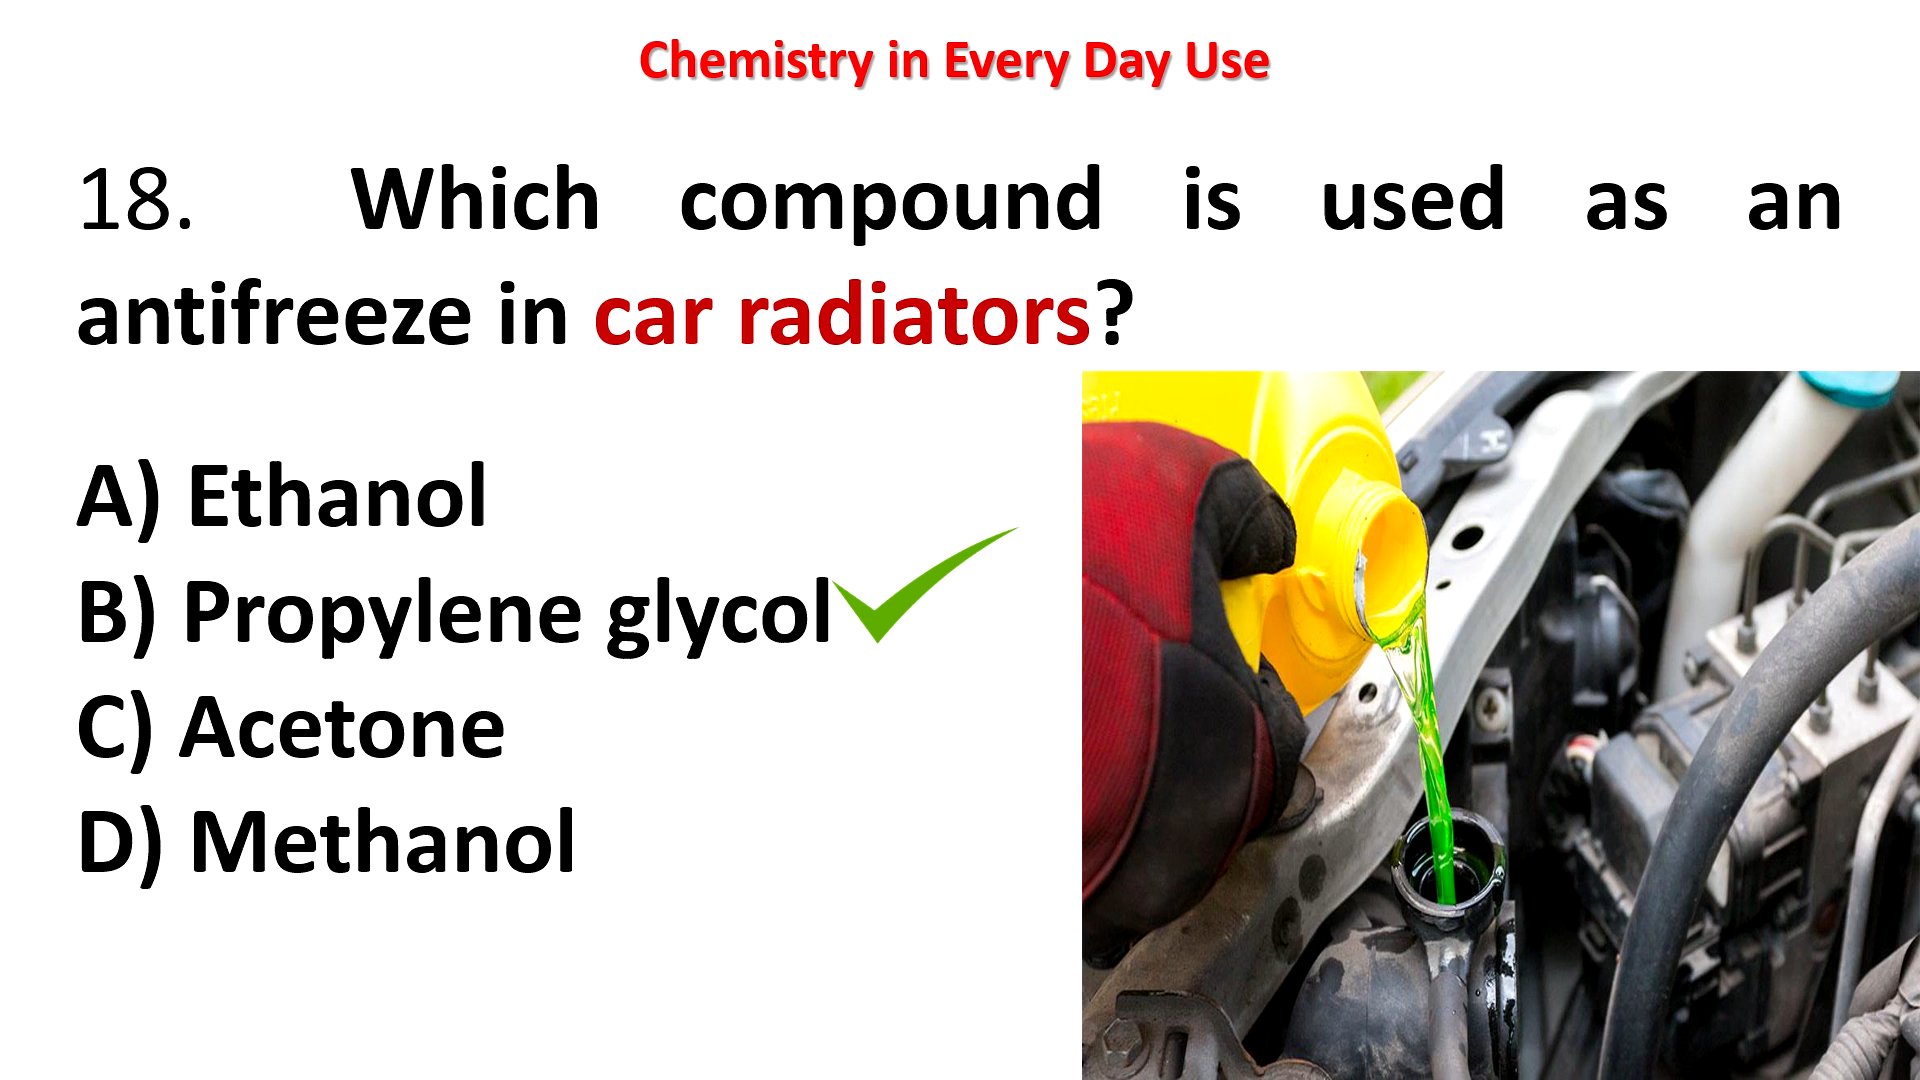 Chemistry in Every Day Use
18. Which compound is used as an
antifreeze in car radiators?
A) Ethanol
B) Propylene glycol
C) Acetone
D) Methanol